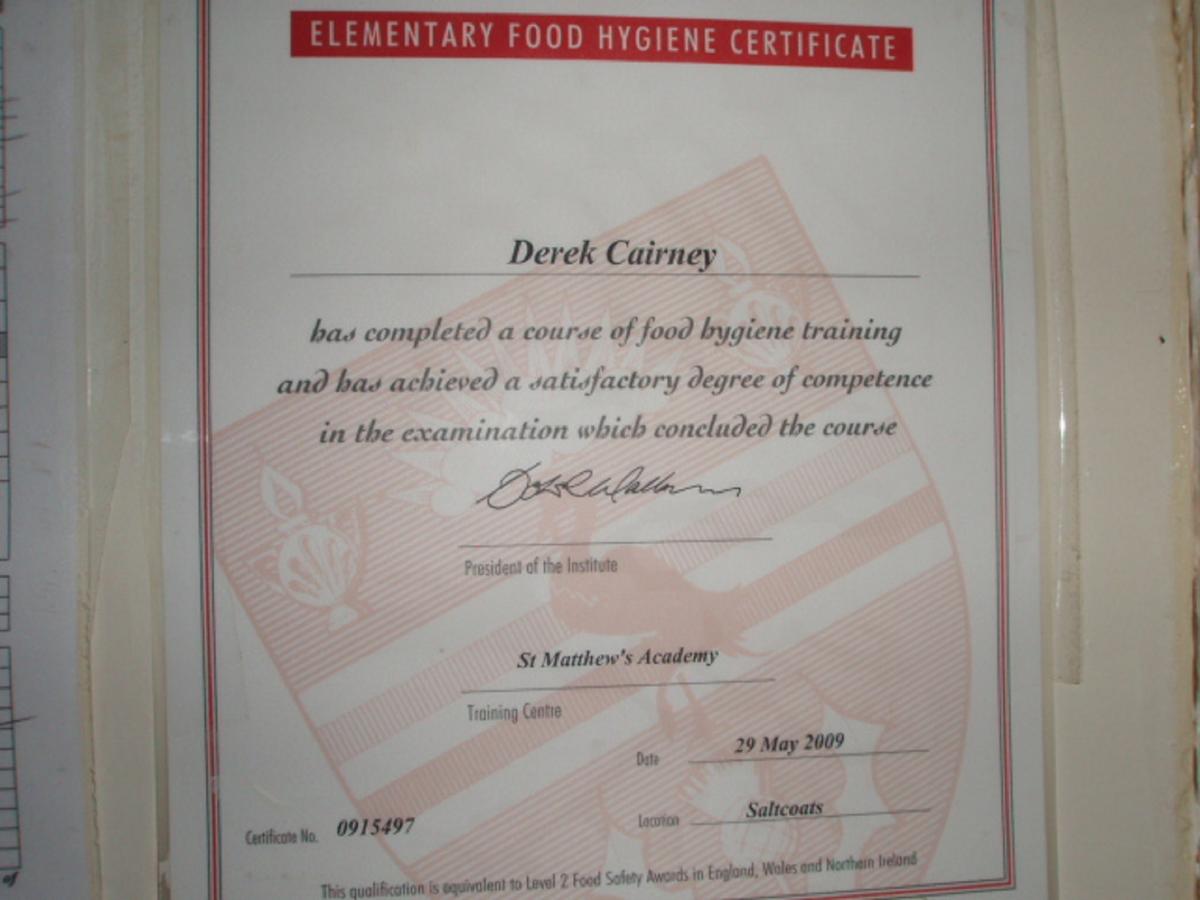 ELEMENTARY FOOD HYGIENE CERTIFICATE
Derek Cairney
has completed a course of food hygiene training
and has achieved a satisfactory degree of competence
in the examination which concluded the course
President of the Institute
St Matthew's Academy
Training Centre
Date 29 May 2009
Location Saltcoats
Certificate No. 0915497
This qualification is equivalent to Level 2 Food Safety Awards in England, Wales and Northern Ireland
of